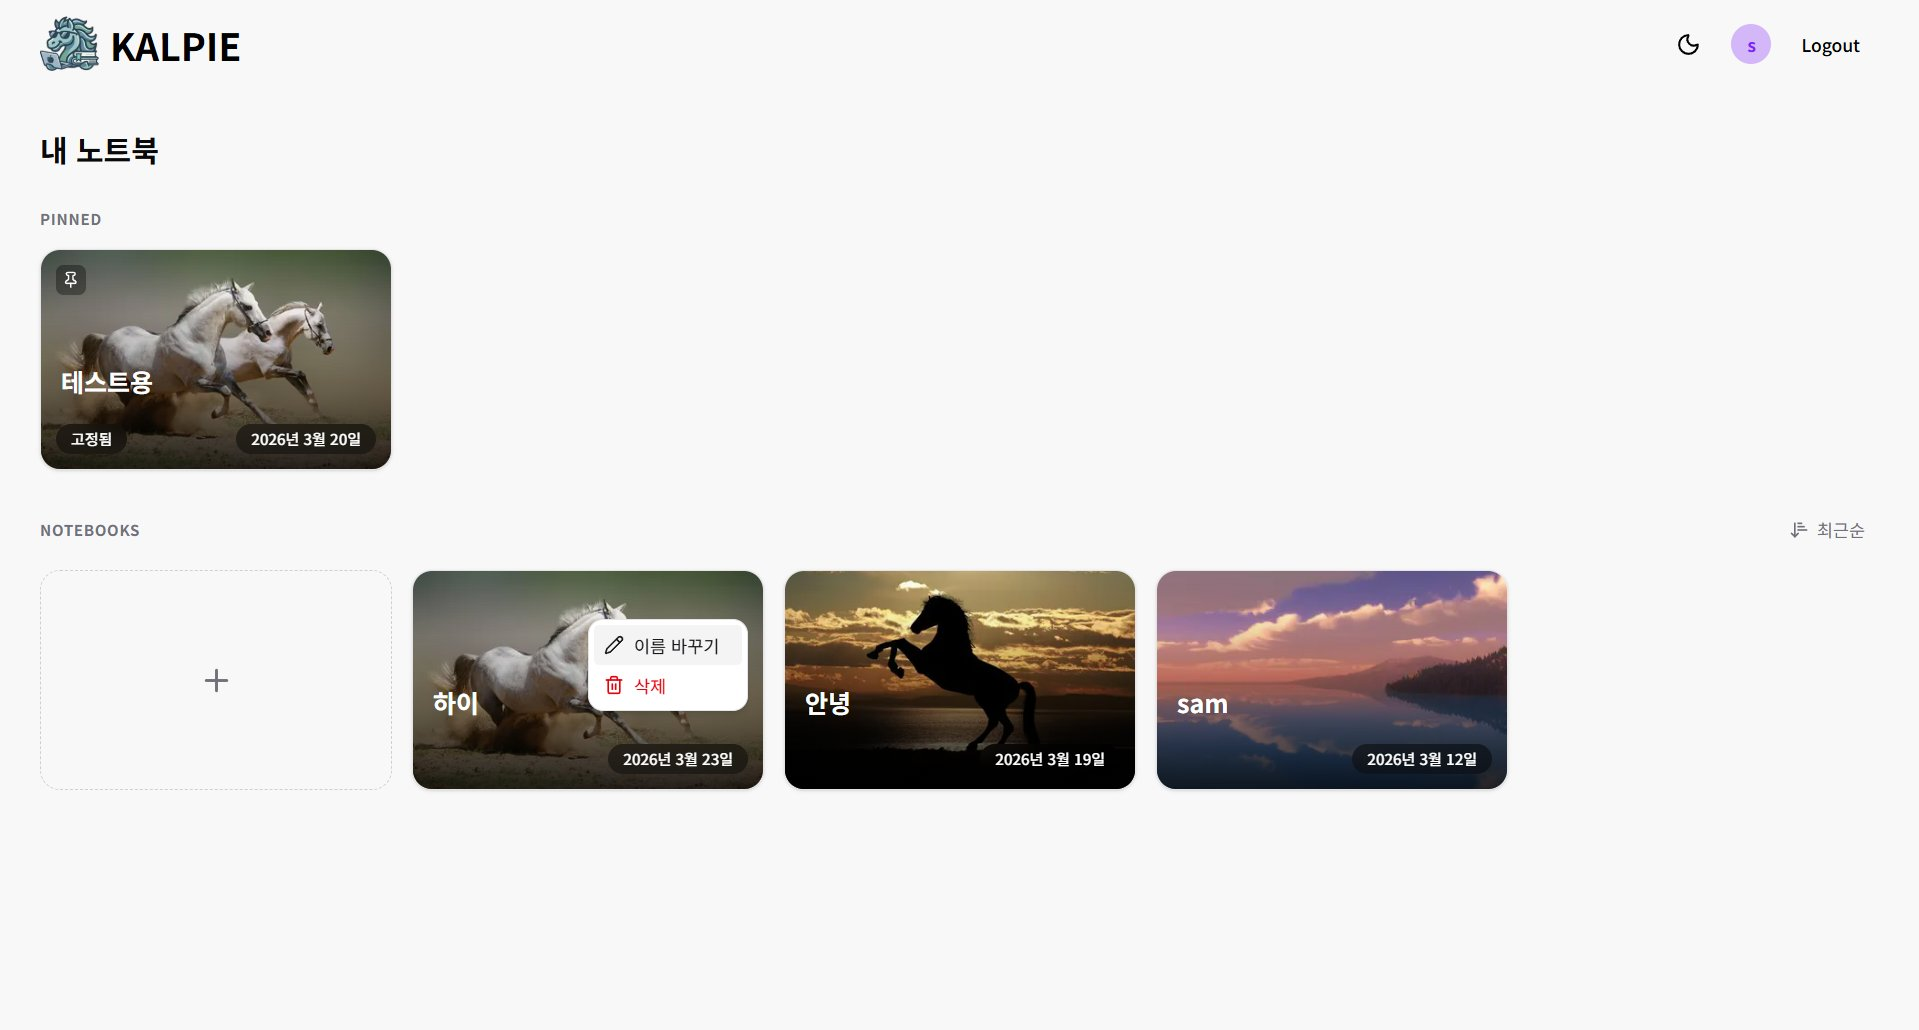 KALPIE
s
Logout
내 노트북
PINNED
테스트용
고정됨
2026년 3월 20일
NOTEBOOKS
최근순
이름 바꾸기
삭제
하이
2026년 3월 23일
안녕
2026년 3월 19일
sam
2026년 3월 12일